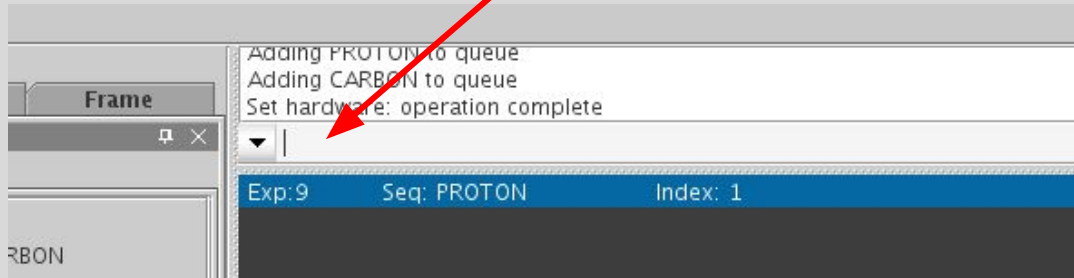 Adding PROTON to queue
Adding CARBON to queue
Set hardware: operation complete
Frame
Exp:9 Seq: PROTON Index: 1
RBON